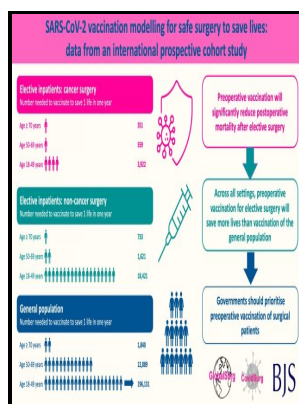 SARS-CoV-2 vaccination modelling for safe surgery to save lives:
data from an international prospective cohort study
Elective inpatients: cancer surgery
Number needed to vaccinate to save 1 life in one year
Age ≥ 70 years
Age 50-69 years
Age 18-49 years
Elective inpatients: non-cancer surgery
Number needed to vaccinate to save 1 life in one year
Age ≥ 70 years 733
Age 50-69 years
Age 18-49 years
General population
Number needed to vaccinate to save 1 life in one year
Age ≥ 70 years
Age 50-69 years
Age 18-49 years
Preoperative vaccination will
significantly reduce postoperative
mortality after elective surgery
Across all settings, preoperative
vaccination for elective surgery will
save more lives than vaccination of the
general population
Governments should prioritise
preoperative vaccination of surgical
patients
GlobalSurg
CovidSurg
BJS